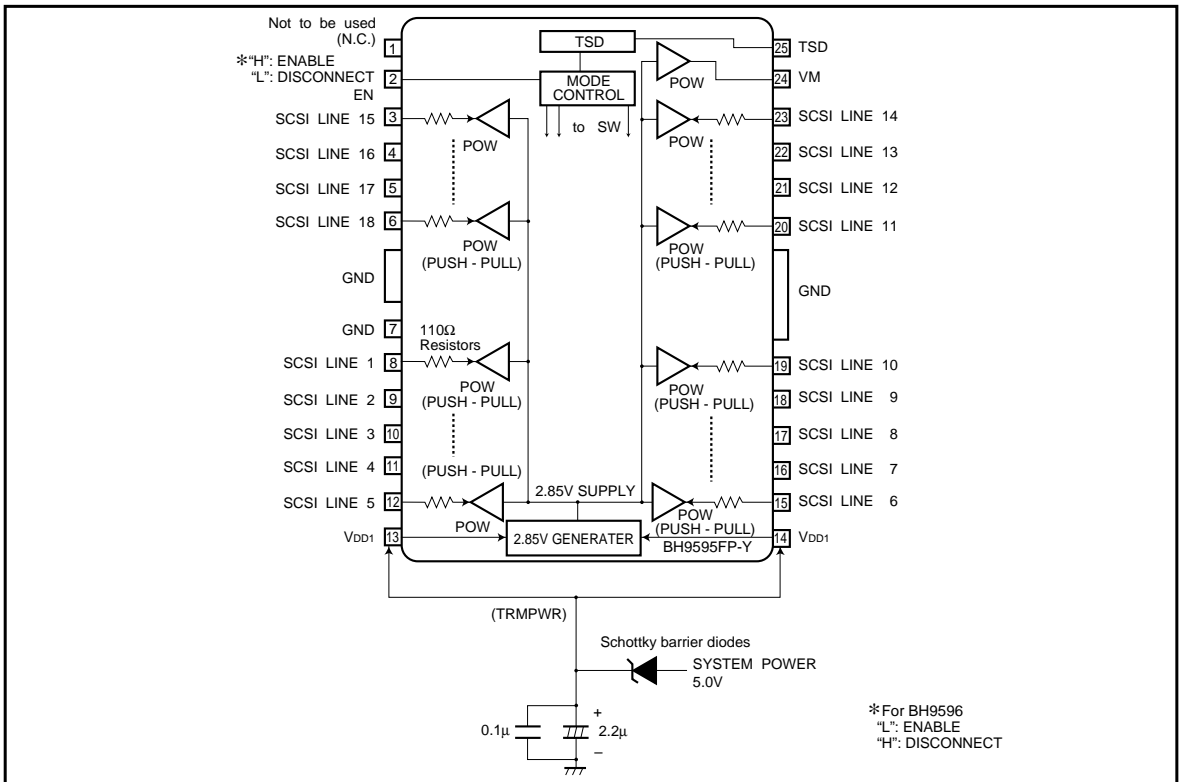 Not to be used
(N.C.)
1
*“H”: ENABLE
“L”: DISCONNECT
EN
2
SCSI LINE 15 3
SCSI LINE 16 4
SCSI LINE 17 5
SCSI LINE 18 6
GND
GND 7
SCSI LINE 1 8
SCSI LINE 2 9
SCSI LINE 3 10
SCSI LINE 4 11
SCSI LINE 5 12
VDD1 13
TSD
MODE
CONTROL
to SW
POW
POW
(PUSH - PULL)
110Ω
Resistors
POW
(PUSH - PULL)
(PUSH - PULL)
POW
2.85V SUPPLY
2.85V GENERATER
POW
POW
POW
(PUSH - PULL)
POW
(PUSH - PULL)
POW
(PUSH - PULL)
BH9595FP-Y
25 TSD
24 VM
23 SCSI LINE 14
22 SCSI LINE 13
21 SCSI LINE 12
20 SCSI LINE 11
GND
19 SCSI LINE 10
18 SCSI LINE 9
17 SCSI LINE 8
16 SCSI LINE 7
15 SCSI LINE 6
14 VDD1
(TRMPWR)
Schottky barrier diodes
SYSTEM POWER
5.0V
0.1µ
+
2.2µ
–
*For BH9596
“L”: ENABLE
“H”: DISCONNECT